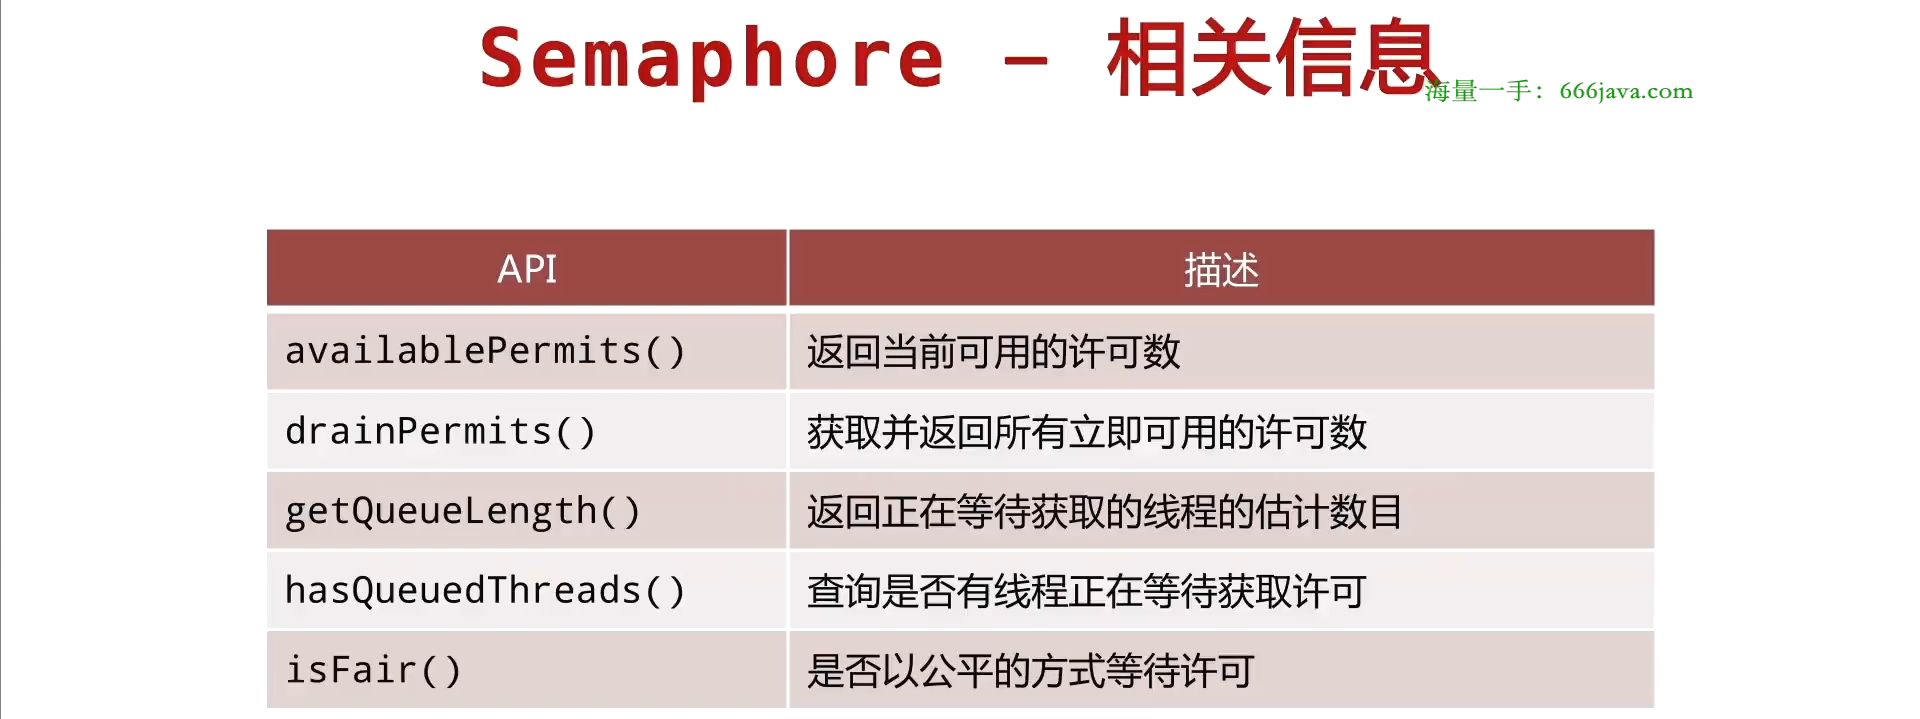 Semaphore - 相关信息
海量一手：666java.com
API 描述
availablePermits() 返回当前可用的许可数
drainPermits() 获取并返回所有立即可用的许可数
getQueueLength() 返回正在等待获取的线程的估计数目
hasQueuedThreads() 查询是否有线程正在等待获取许可
isFair() 是否以公平的方式等待许可